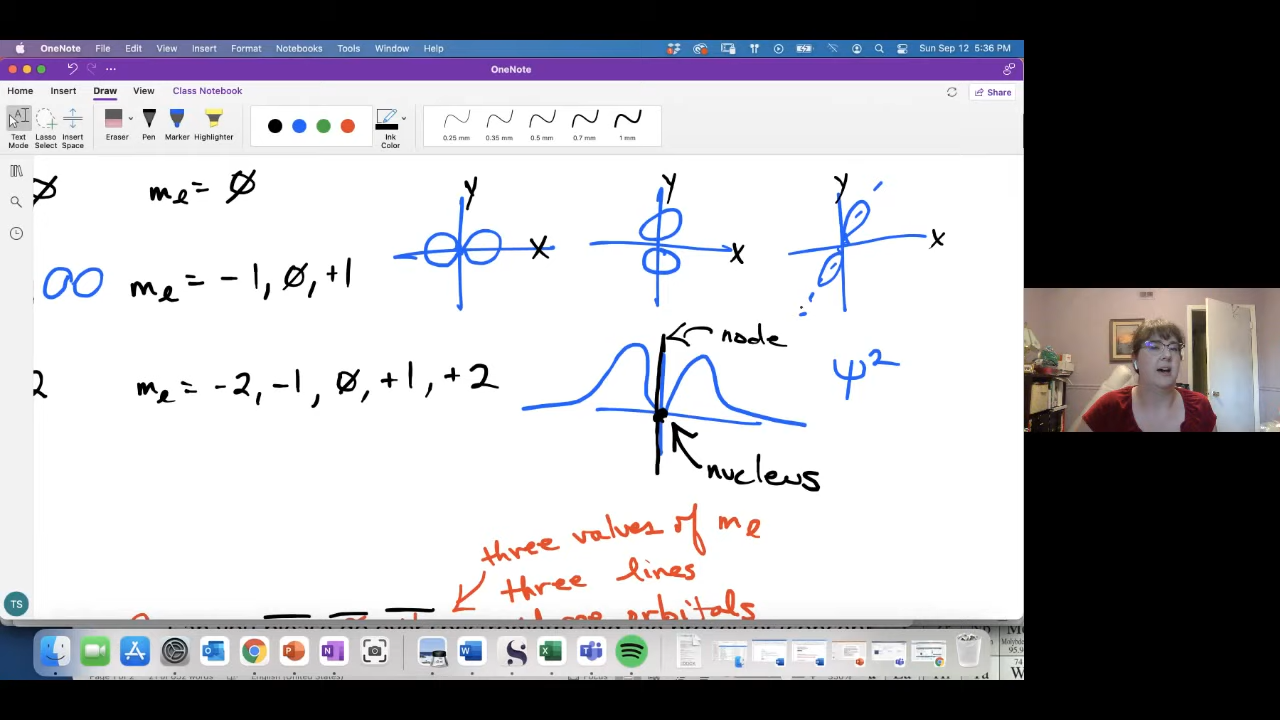 OneNote File Edit View Insert Format Notebooks Tools Window Help Sun Sep 12 5:36 PM
OneNote
Home Insert Draw View Class Notebook Share
Text Mode
Lasso Select
Insert Space
Eraser
Pen
Marker
Highlighter
Ink Color
0.25 mm 0.35 mm 0.5 mm 0.7 mm 1 mm
ml = ∅
y y y
x x x
ml = -1, ∅, +1
node
ψ²
2 ml = -2, -1, ∅, +1, +2
nucleus
three values of ml
three lines
orbitals
TS